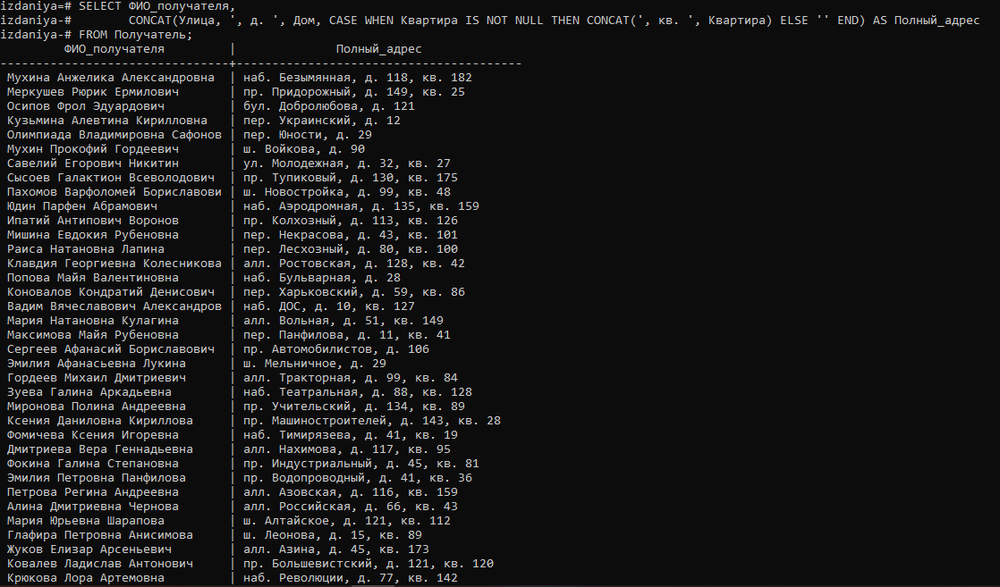 izdaniya=# SELECT ФИО_получателя,
izdaniya-#        CONCAT(Улица, ', д. ', Дом, CASE WHEN Квартира IS NOT NULL THEN CONCAT(', кв. ', Квартира) ELSE '' END) AS Полный_адрес
izdaniya-# FROM Получатель;
ФИО_получателя | Полный_адрес
--------------------------------+----------------------------------------
Мухина Анжелика Александровна | наб. Безымянная, д. 118, кв. 182
Меркушев Рюрик Ермилович | пр. Придорожный, д. 149, кв. 25
Осипов Фрол Эдуардович | бул. Добролюбова, д. 121
Кузьмина Алевтина Кирилловна | пер. Украинский, д. 12
Олимпиада Владимировна Сафонов | пер. Юности, д. 29
Мухин Прокофий Гордеевич | ш. Войкова, д. 90
Савелий Егорович Никитин | ул. Молодежная, д. 32, кв. 27
Сысоев Галактион Всеволодович | пр. Тупиковый, д. 130, кв. 175
Пахомов Варфоломей Бориславови | ш. Новостройка, д. 99, кв. 48
Юдин Парфен Абрамович | наб. Аэродромная, д. 135, кв. 159
Ипатий Антипович Воронов | пр. Колхозный, д. 113, кв. 126
Мишина Евдокия Рубеновна | пер. Некрасова, д. 43, кв. 101
Раиса Натановна Лапина | пер. Лесхозный, д. 80, кв. 100
Клавдия Георгиевна Колесникова | алл. Ростовская, д. 128, кв. 42
Попова Майя Валентиновна | наб. Бульварная, д. 28
Коновалов Кондратий Денисович | пер. Харьковский, д. 59, кв. 86
Вадим Вячеславович Александров | наб. ДОС, д. 10, кв. 127
Мария Натановна Кулагина | алл. Вольная, д. 51, кв. 149
Максимова Майя Рубеновна | пер. Панфилова, д. 11, кв. 41
Сергеев Афанасий Бориславович | пр. Автомобилистов, д. 106
Эмилия Афанасьевна Лукина | ш. Мельничное, д. 29
Гордеев Михаил Дмитриевич | алл. Тракторная, д. 99, кв. 84
Зуева Галина Аркадьевна | наб. Театральная, д. 88, кв. 128
Миронова Полина Андреевна | пр. Учительский, д. 134, кв. 89
Ксения Даниловна Кириллова | пр. Машиностроителей, д. 143, кв. 28
Фомичева Ксения Игоревна | наб. Тимирязева, д. 41, кв. 19
Дмитриева Вера Геннадьевна | алл. Нахимова, д. 117, кв. 95
Фокина Галина Степановна | пр. Индустриальный, д. 45, кв. 81
Эмилия Петровна Панфилова | пр. Водопроводный, д. 41, кв. 36
Петрова Регина Андреевна | алл. Азовская, д. 116, кв. 159
Алина Дмитриевна Чернова | алл. Российская, д. 66, кв. 43
Мария Юрьевна Шарапова | ш. Алтайское, д. 121, кв. 112
Глафира Петровна Анисимова | ш. Леонова, д. 15, кв. 89
Жуков Елизар Арсеньевич | алл. Азина, д. 45, кв. 173
Ковалев Ладислав Антонович | пр. Большевистский, д. 121, кв. 120
Крюкова Лора Артемовна | наб. Революции, д. 77, кв. 142